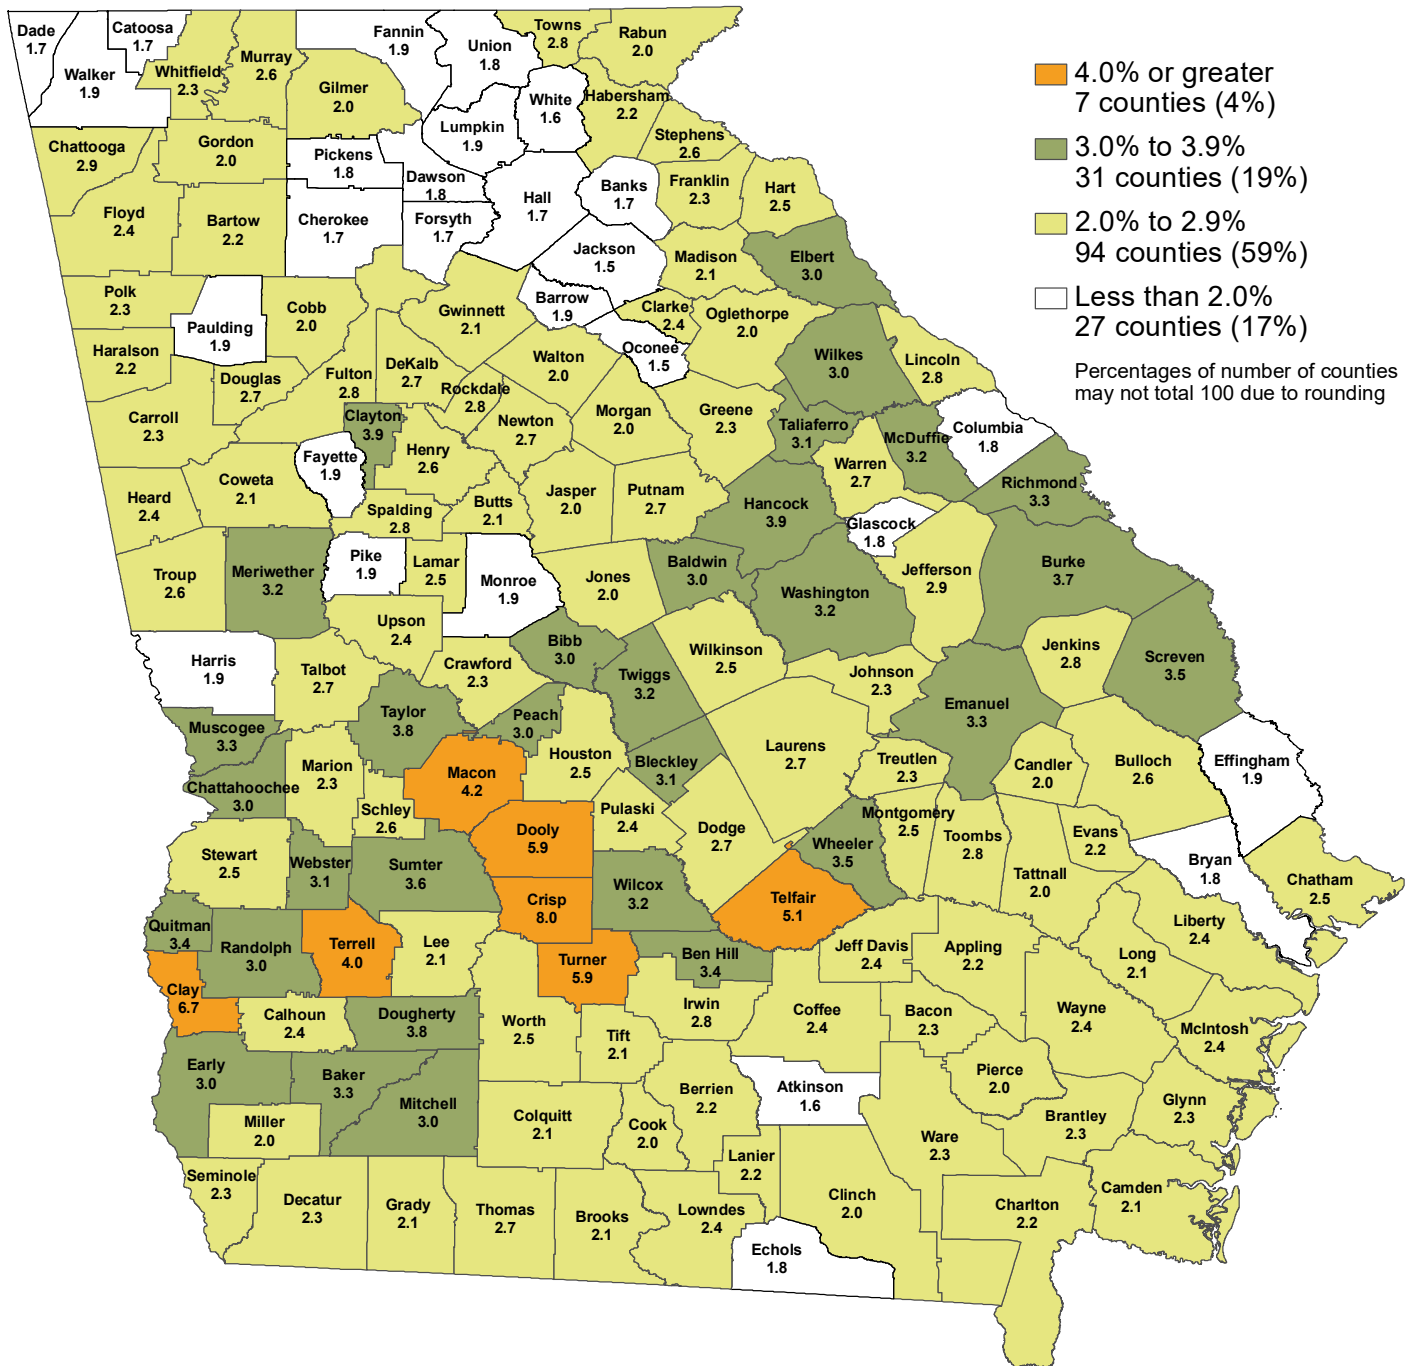 Dade
1.7
Catoosa
1.7
Walker
1.9
Whitfield
2.3
Murray
2.6
Fannin
1.9
Gilmer
2.0
Union
1.8
Towns
2.8
Rabun
2.0
White
1.6
Habersham
2.2
Lumpkin
1.9
Stephens
2.6
Chattooga
2.9
Gordon
2.0
Pickens
1.8
Dawson
1.8
Hall
1.7
Banks
1.7
Franklin
2.3
Hart
2.5
Floyd
2.4
Bartow
2.2
Cherokee
1.7
Forsyth
1.7
Jackson
1.5
Madison
2.1
Elbert
3.0
Polk
2.3
Paulding
1.9
Cobb
2.0
Gwinnett
2.1
Barrow
1.9
Clarke
2.4
Oglethorpe
2.0
Oconee
1.5
Haralson
2.2
Douglas
2.7
Fulton
2.8
DeKalb
2.7
Rockdale
2.8
Walton
2.0
Wilkes
3.0
Lincoln
2.8
Carroll
2.3
Clayton
3.9
Henry
2.6
Newton
2.7
Morgan
2.0
Greene
2.3
Taliaferro
3.1
McDuffie
3.2
Columbia
1.8
Fayette
1.9
Heard
2.4
Coweta
2.1
Spalding
2.8
Butts
2.1
Jasper
2.0
Putnam
2.7
Hancock
3.9
Warren
2.7
Richmond
3.3
Glascock
1.8
Troup
2.6
Meriwether
3.2
Pike
1.9
Lamar
2.5
Monroe
1.9
Jones
2.0
Baldwin
3.0
Washington
3.2
Jefferson
2.9
Burke
3.7
Upson
2.4
Bibb
3.0
Wilkinson
2.5
Jenkins
2.8
Screven
3.5
Harris
1.9
Talbot
2.7
Crawford
2.3
Twiggs
3.2
Johnson
2.3
Emanuel
3.3
Muscogee
3.3
Taylor
3.8
Peach
3.0
Houston
2.5
Bleckley
3.1
Laurens
2.7
Treutlen
2.3
Candler
2.0
Bulloch
2.6
Effingham
1.9
Chattahoochee
3.0
Marion
2.3
Macon
4.2
Schley
2.6
Dooly
5.9
Pulaski
2.4
Dodge
2.7
Wheeler
3.5
Montgomery
2.5
Toombs
2.8
Evans
2.2
Tattnall
2.0
Bryan
1.8
Chatham
2.5
Stewart
2.5
Webster
3.1
Sumter
3.6
Crisp
8.0
Wilcox
3.2
Telfair
5.1
Liberty
2.4
Quitman
3.4
Randolph
3.0
Terrell
4.0
Lee
2.1
Turner
5.9
Ben Hill
3.4
Jeff Davis
2.4
Appling
2.2
Long
2.1
Clay
6.7
Calhoun
2.4
Dougherty
3.8
Worth
2.5
Tift
2.1
Irwin
2.8
Coffee
2.4
Bacon
2.3
Wayne
2.4
McIntosh
2.4
Early
3.0
Baker
3.3
Mitchell
3.0
Miller
2.0
Colquitt
2.1
Cook
2.0
Berrien
2.2
Atkinson
1.6
Pierce
2.0
Brantley
2.3
Glynn
2.3
Ware
2.3
Lanier
2.2
Seminole
2.3
Decatur
2.3
Grady
2.1
Thomas
2.7
Brooks
2.1
Lowndes
2.4
Clinch
2.0
Echols
1.8
Charlton
2.2
Camden
2.1
4.0% or greater
7 counties (4%)
3.0% to 3.9%
31 counties (19%)
2.0% to 2.9%
94 counties (59%)
Less than 2.0%
27 counties (17%)
Percentages of number of counties
may not total 100 due to rounding